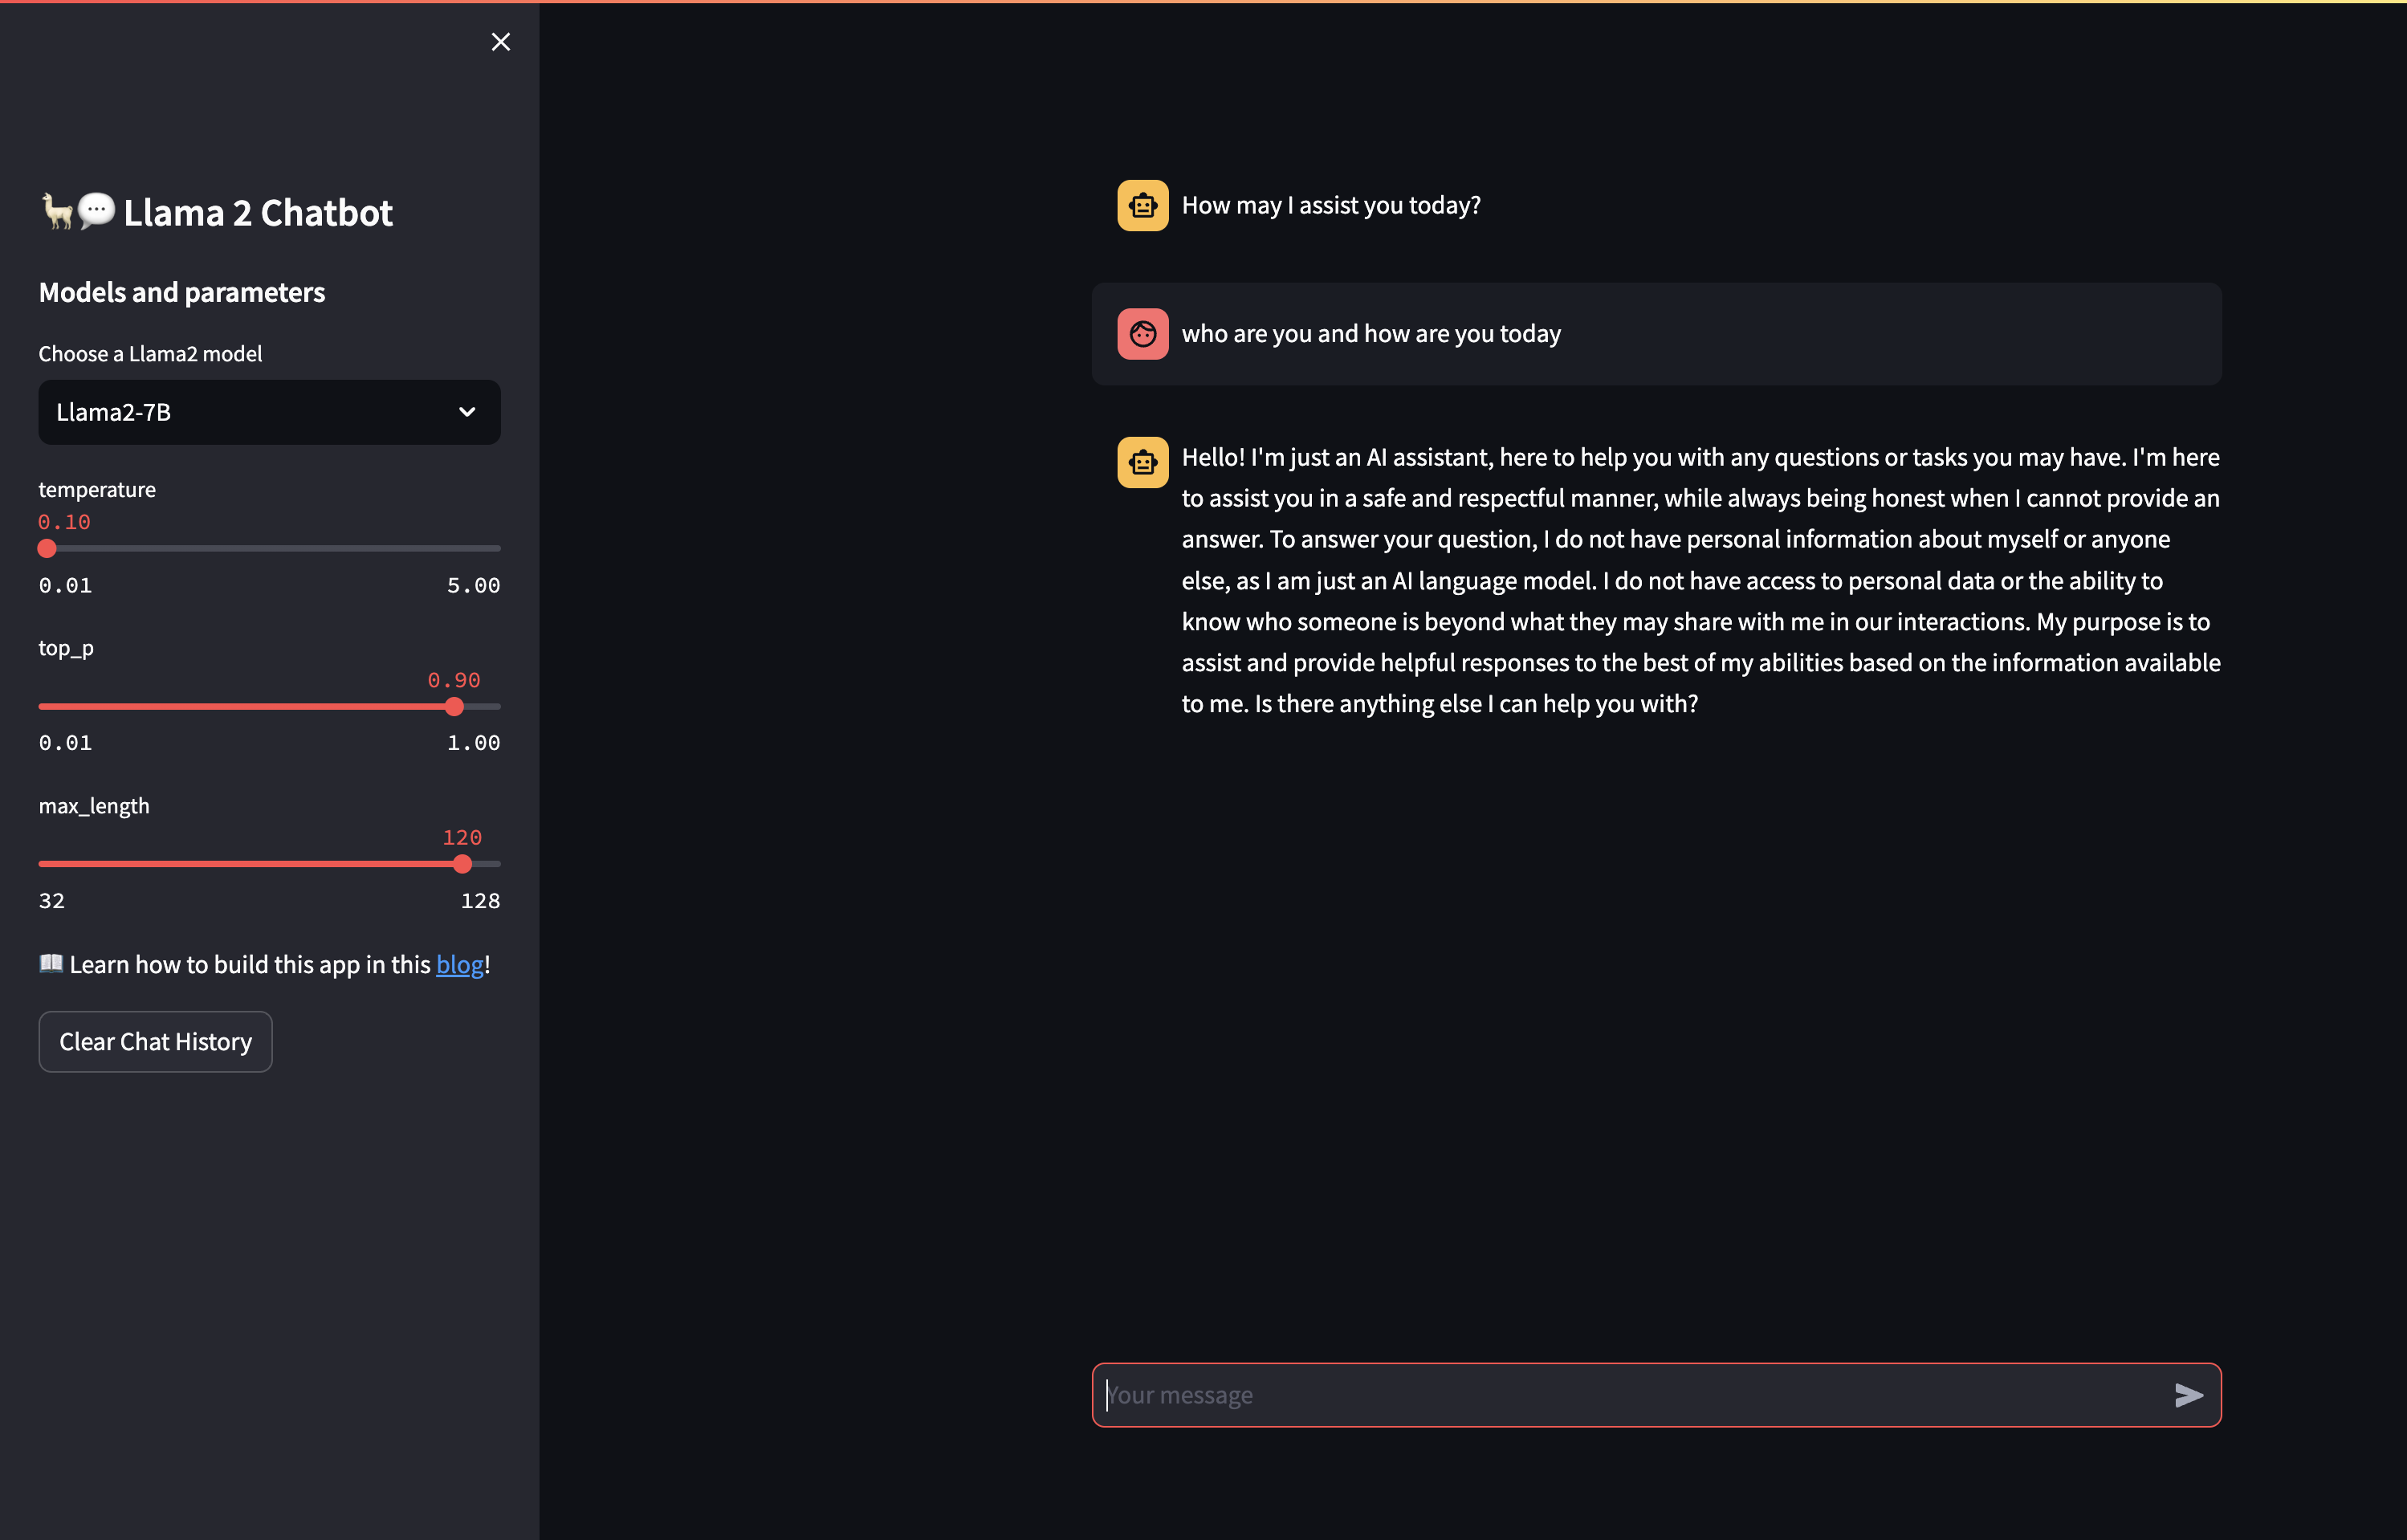 🦙💬 Llama 2 Chatbot
Models and parameters
Choose a Llama2 model
Llama2-7B
temperature
0.10
0.01 5.00
top_p
0.90
0.01 1.00
max_length
120
32 128
📖 Learn how to build this app in this blog!
Clear Chat History
How may I assist you today?
who are you and how are you today
Hello! I'm just an AI assistant, here to help you with any questions or tasks you may have. I'm here
to assist you in a safe and respectful manner, while always being honest when I cannot provide an
answer. To answer your question, I do not have personal information about myself or anyone
else, as I am just an AI language model. I do not have access to personal data or the ability to
know who someone is beyond what they may share with me in our interactions. My purpose is to
assist and provide helpful responses to the best of my abilities based on the information available
to me. Is there anything else I can help you with?
Your message